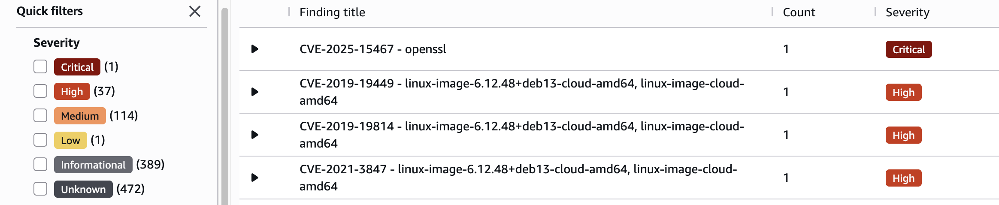 Quick filters
Severity
Critical (1)
High (37)
Medium (114)
Low (1)
Informational (389)
Unknown (472)
Finding title Count Severity
CVE-2025-15467 - openssl 1 Critical
CVE-2019-19449 - linux-image-6.12.48+deb13-cloud-amd64, linux-image-cloud-
amd64 1 High
CVE-2019-19814 - linux-image-6.12.48+deb13-cloud-amd64, linux-image-cloud-
amd64 1 High
CVE-2021-3847 - linux-image-6.12.48+deb13-cloud-amd64, linux-image-cloud-
amd64 1 High